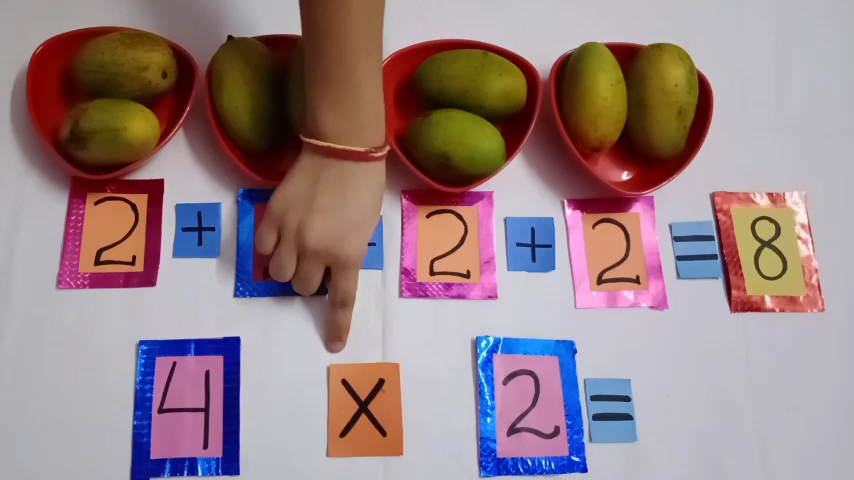 2 + 2 + 2 = 8
4 x 2 =